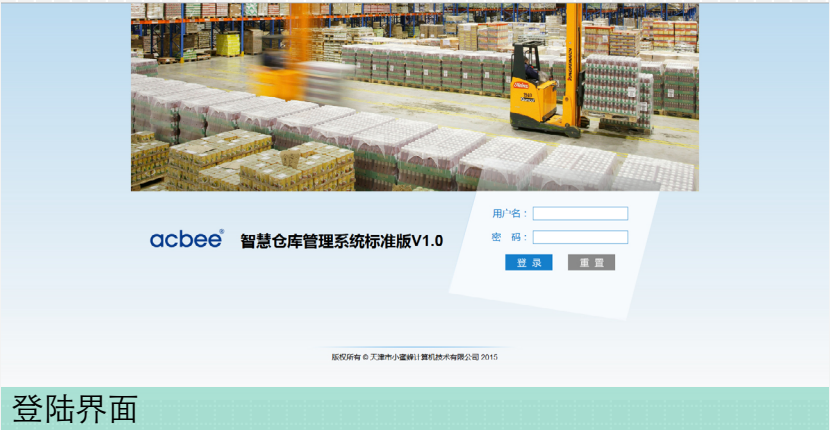 用户名：
acbee® 智慧仓库管理系统标准版V1.0
密 码：
登 录 重 置
版权所有 © 天津市小蜜蜂计算机技术有限公司 2015
登陆界面